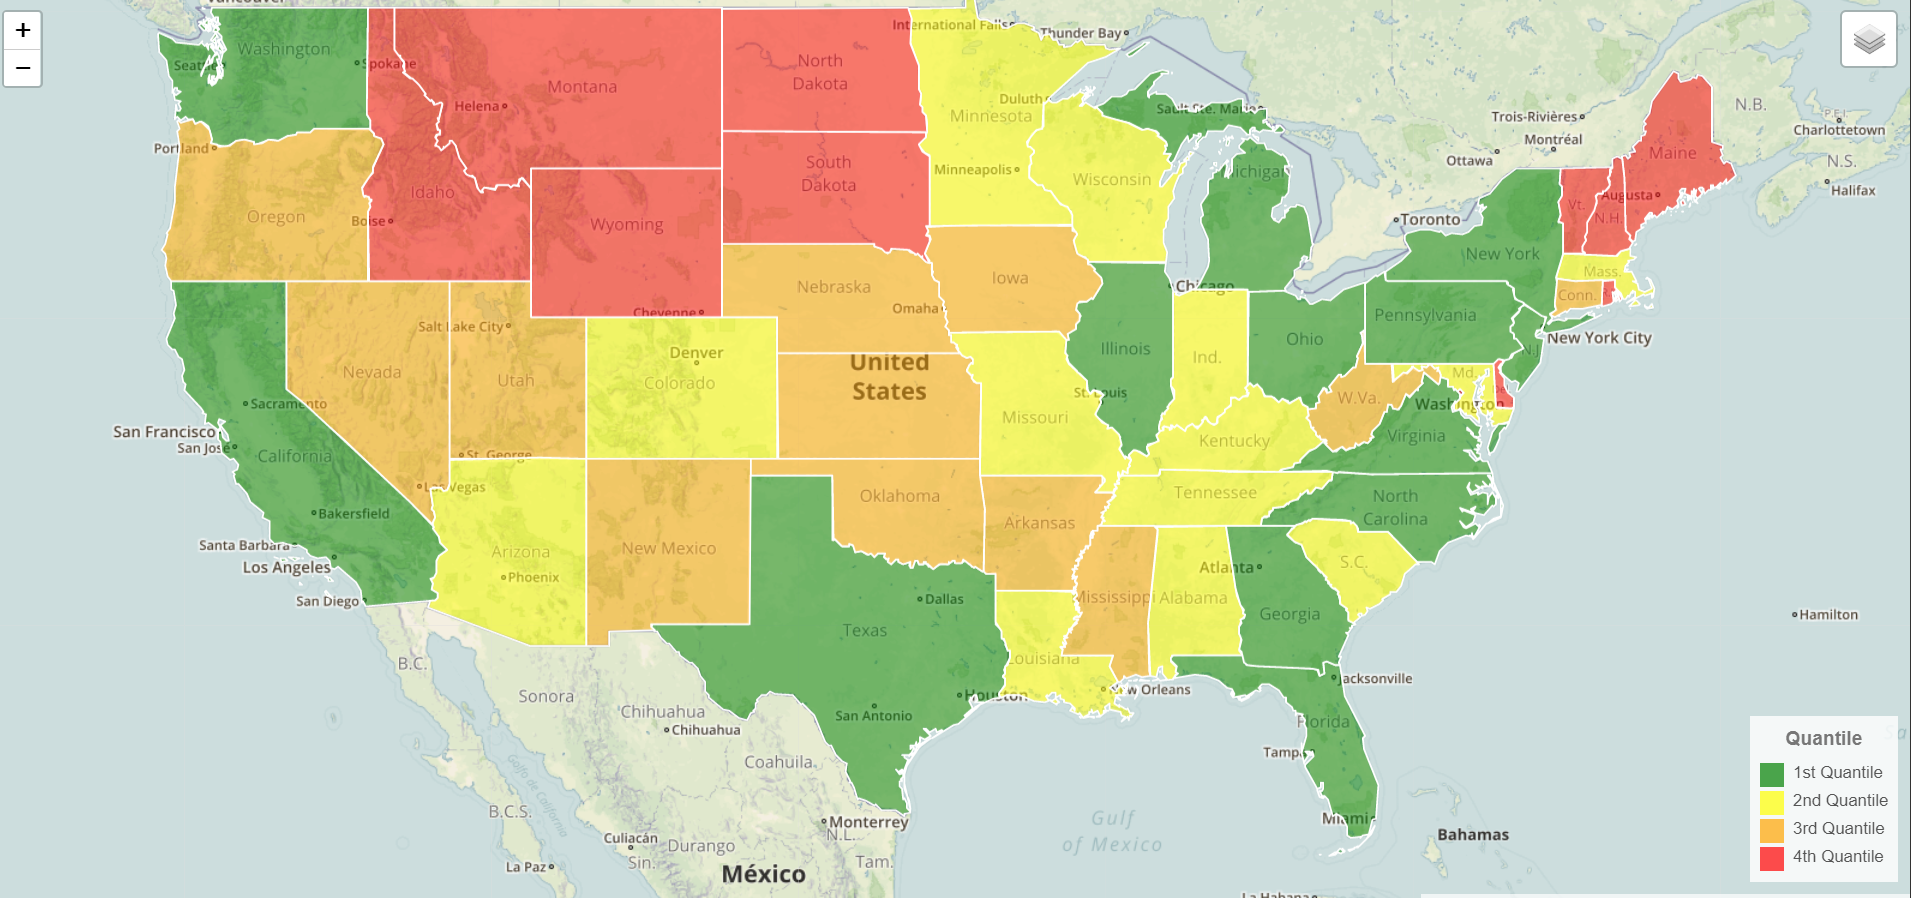 Vancouver
+
−
Washington
Seattle
Spokane
Portland
Oregon
Boise
Idaho
Helena
Montana
Wyoming
Cheyenne
North
Dakota
South
Dakota
Nebraska
Omaha
International Falls
Thunder Bay
Duluth
Minnesota
Minneapolis
Wisconsin
Sault Ste. Marie
Michigan
Iowa
Chicago
Illinois
Ind.
Ohio
St. Louis
Missouri
Kentucky
Tennessee
W.Va.
Virginia
Washington
Md.
Pennsylvania
N.J.
New York
New York City
Conn.
Mass.
Vt.
N.H.
Augusta
Maine
Toronto
Ottawa
Montréal
Trois-Rivières
N.B.
P.E.I.
Charlottetown
N.S.
Halifax
Nevada
Utah
Salt Lake City
St. George
Las Vegas
Denver
Colorado
United
States
Sacramento
San Francisco
San José
California
Bakersfield
Santa Barbara
Los Angeles
San Diego
Arizona
Phoenix
New Mexico
Oklahoma
Arkansas
Texas
Dallas
Houston
San Antonio
Louisiana
New Orleans
Mississippi
Alabama
Atlanta
Georgia
S.C.
North
Carolina
Jacksonville
Florida
Tampa
Miami
Hamilton
B.C.
Sonora
Chihuahua
Chihuahua
Coahuila
Golfo de California
B.C.S.
La Paz
Culiacán
Sin.
Durango
México
Monterrey
N.L.
Tam.
Gulf
of Mexico
Bahamas
La Habana
Quantile
1st Quantile
2nd Quantile
3rd Quantile
4th Quantile